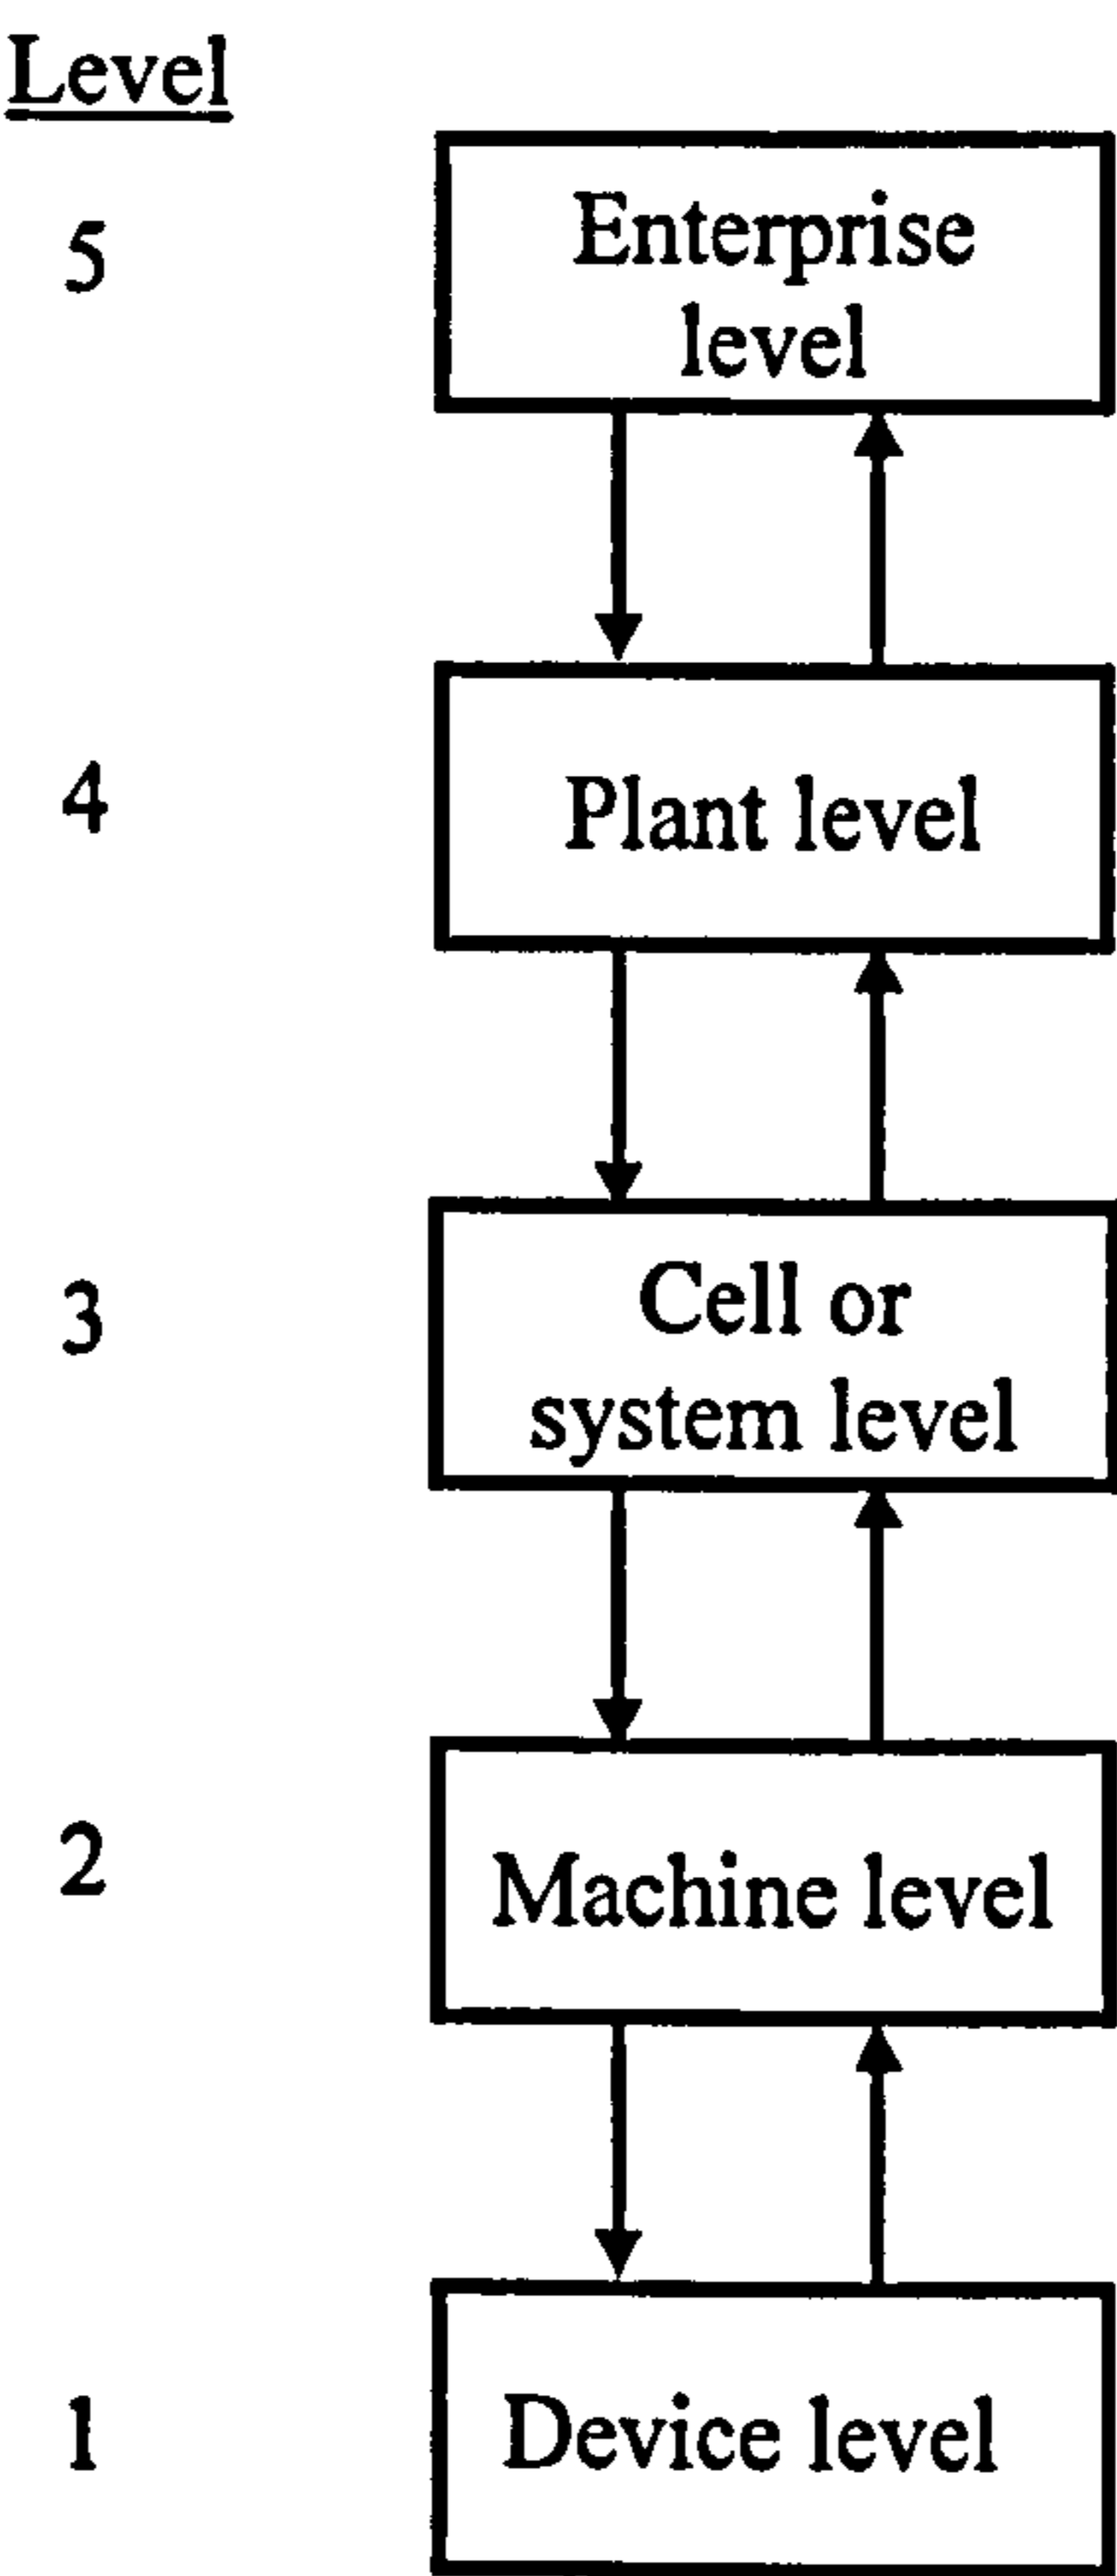 Level
5
Enterprise
level
4
Plant level
3
Cell or
system level
2
Machine level
1
Device level